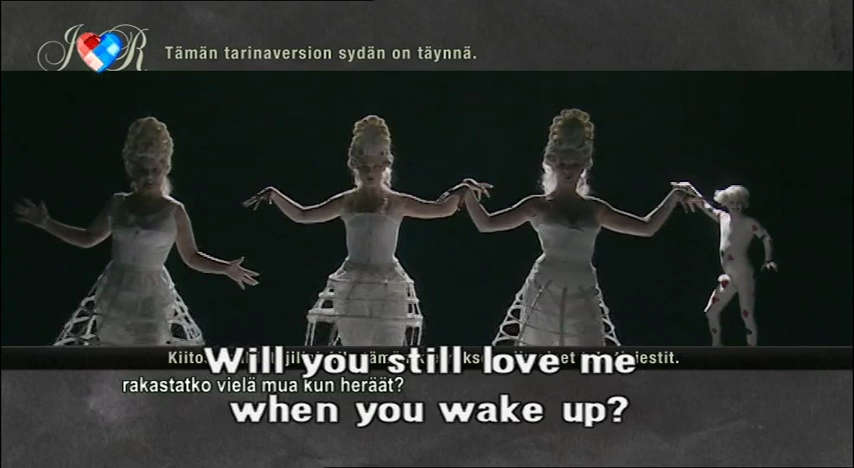 J R
Tämän tarinaversion sydän on täynnä.
Will you still love me
rakastatko vielä mua kun heräät?
when you wake up?